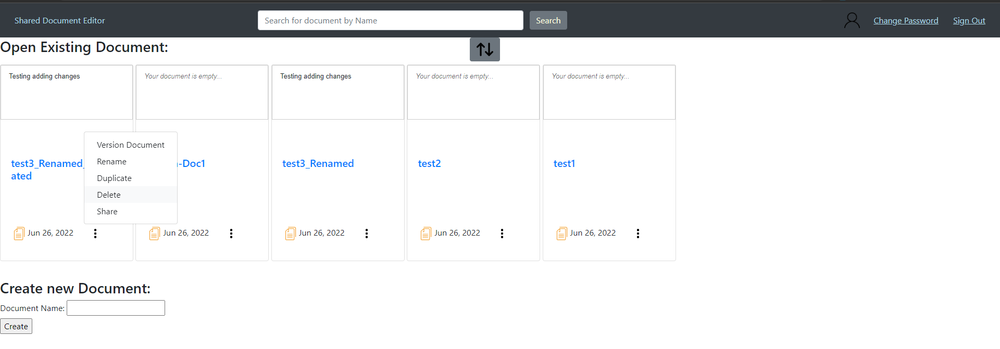 Shared Document Editor
Search for document by Name
Search
Change Password
Sign Out
Open Existing Document:
Testing adding changes
Your document is empty...
Testing adding changes
Your document is empty...
Your document is empty...
Version Document
Rename
Duplicate
Delete
Share
test3_Renamed_
ated
-Doc1
test3_Renamed
test2
test1
Jun 26, 2022
Jun 26, 2022
Jun 26, 2022
Jun 26, 2022
Jun 26, 2022
Create new Document:
Document Name:
Create